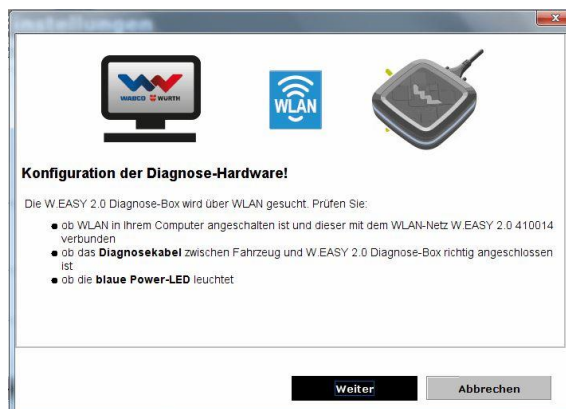 instellungen
WABCO WÜRTH
WLAN
Konfiguration der Diagnose-Hardware!
Die W.EASY 2.0 Diagnose-Box wird über WLAN gesucht. Prüfen Sie:
ob WLAN in Ihrem Computer angeschalten ist und dieser mit dem WLAN-Netz W.EASY 2.0 410014
verbunden
ob das Diagnosekabel zwischen Fahrzeug und W.EASY 2.0 Diagnose-Box richtig angeschlossen
ist
ob die blaue Power-LED leuchtet
Weiter
Abbrechen